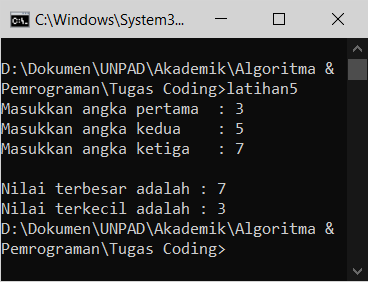 C:\Windows\System3...
D:\Dokumen\UNPAD\Akademik\Algoritma &
Pemrograman\Tugas Coding>latihan5
Masukkan angka pertama  : 3
Masukkan angka kedua    : 5
Masukkan angka ketiga   : 7
Nilai terbesar adalah : 7
Nilai terkecil adalah : 3
D:\Dokumen\UNPAD\Akademik\Algoritma &
Pemrograman\Tugas Coding>